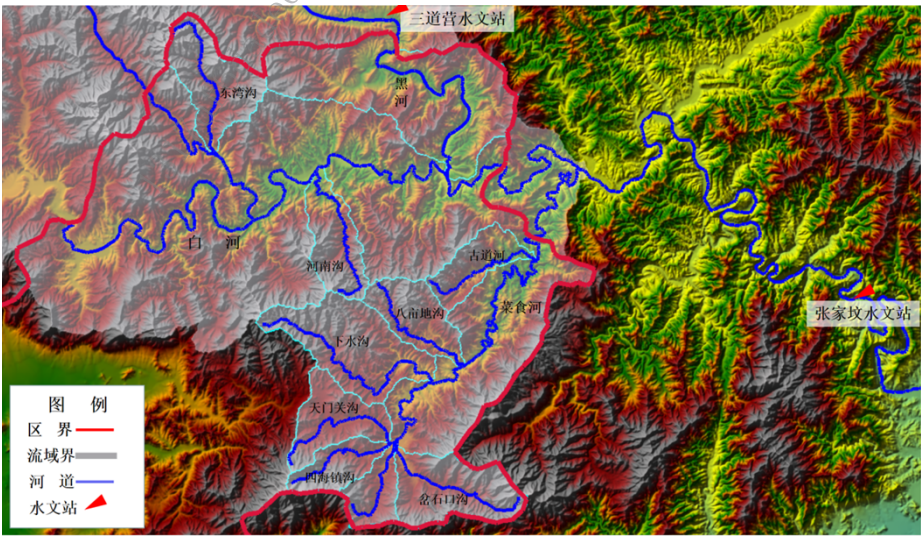 三道营水文站
黑
河
东湾沟
白 河
古道河
河南沟
菜食河
八亩地沟
张家坟水文站
下水沟
天门关沟
四海镇沟
岔石口沟
图 例
区 界
流域界
河 道
水文站